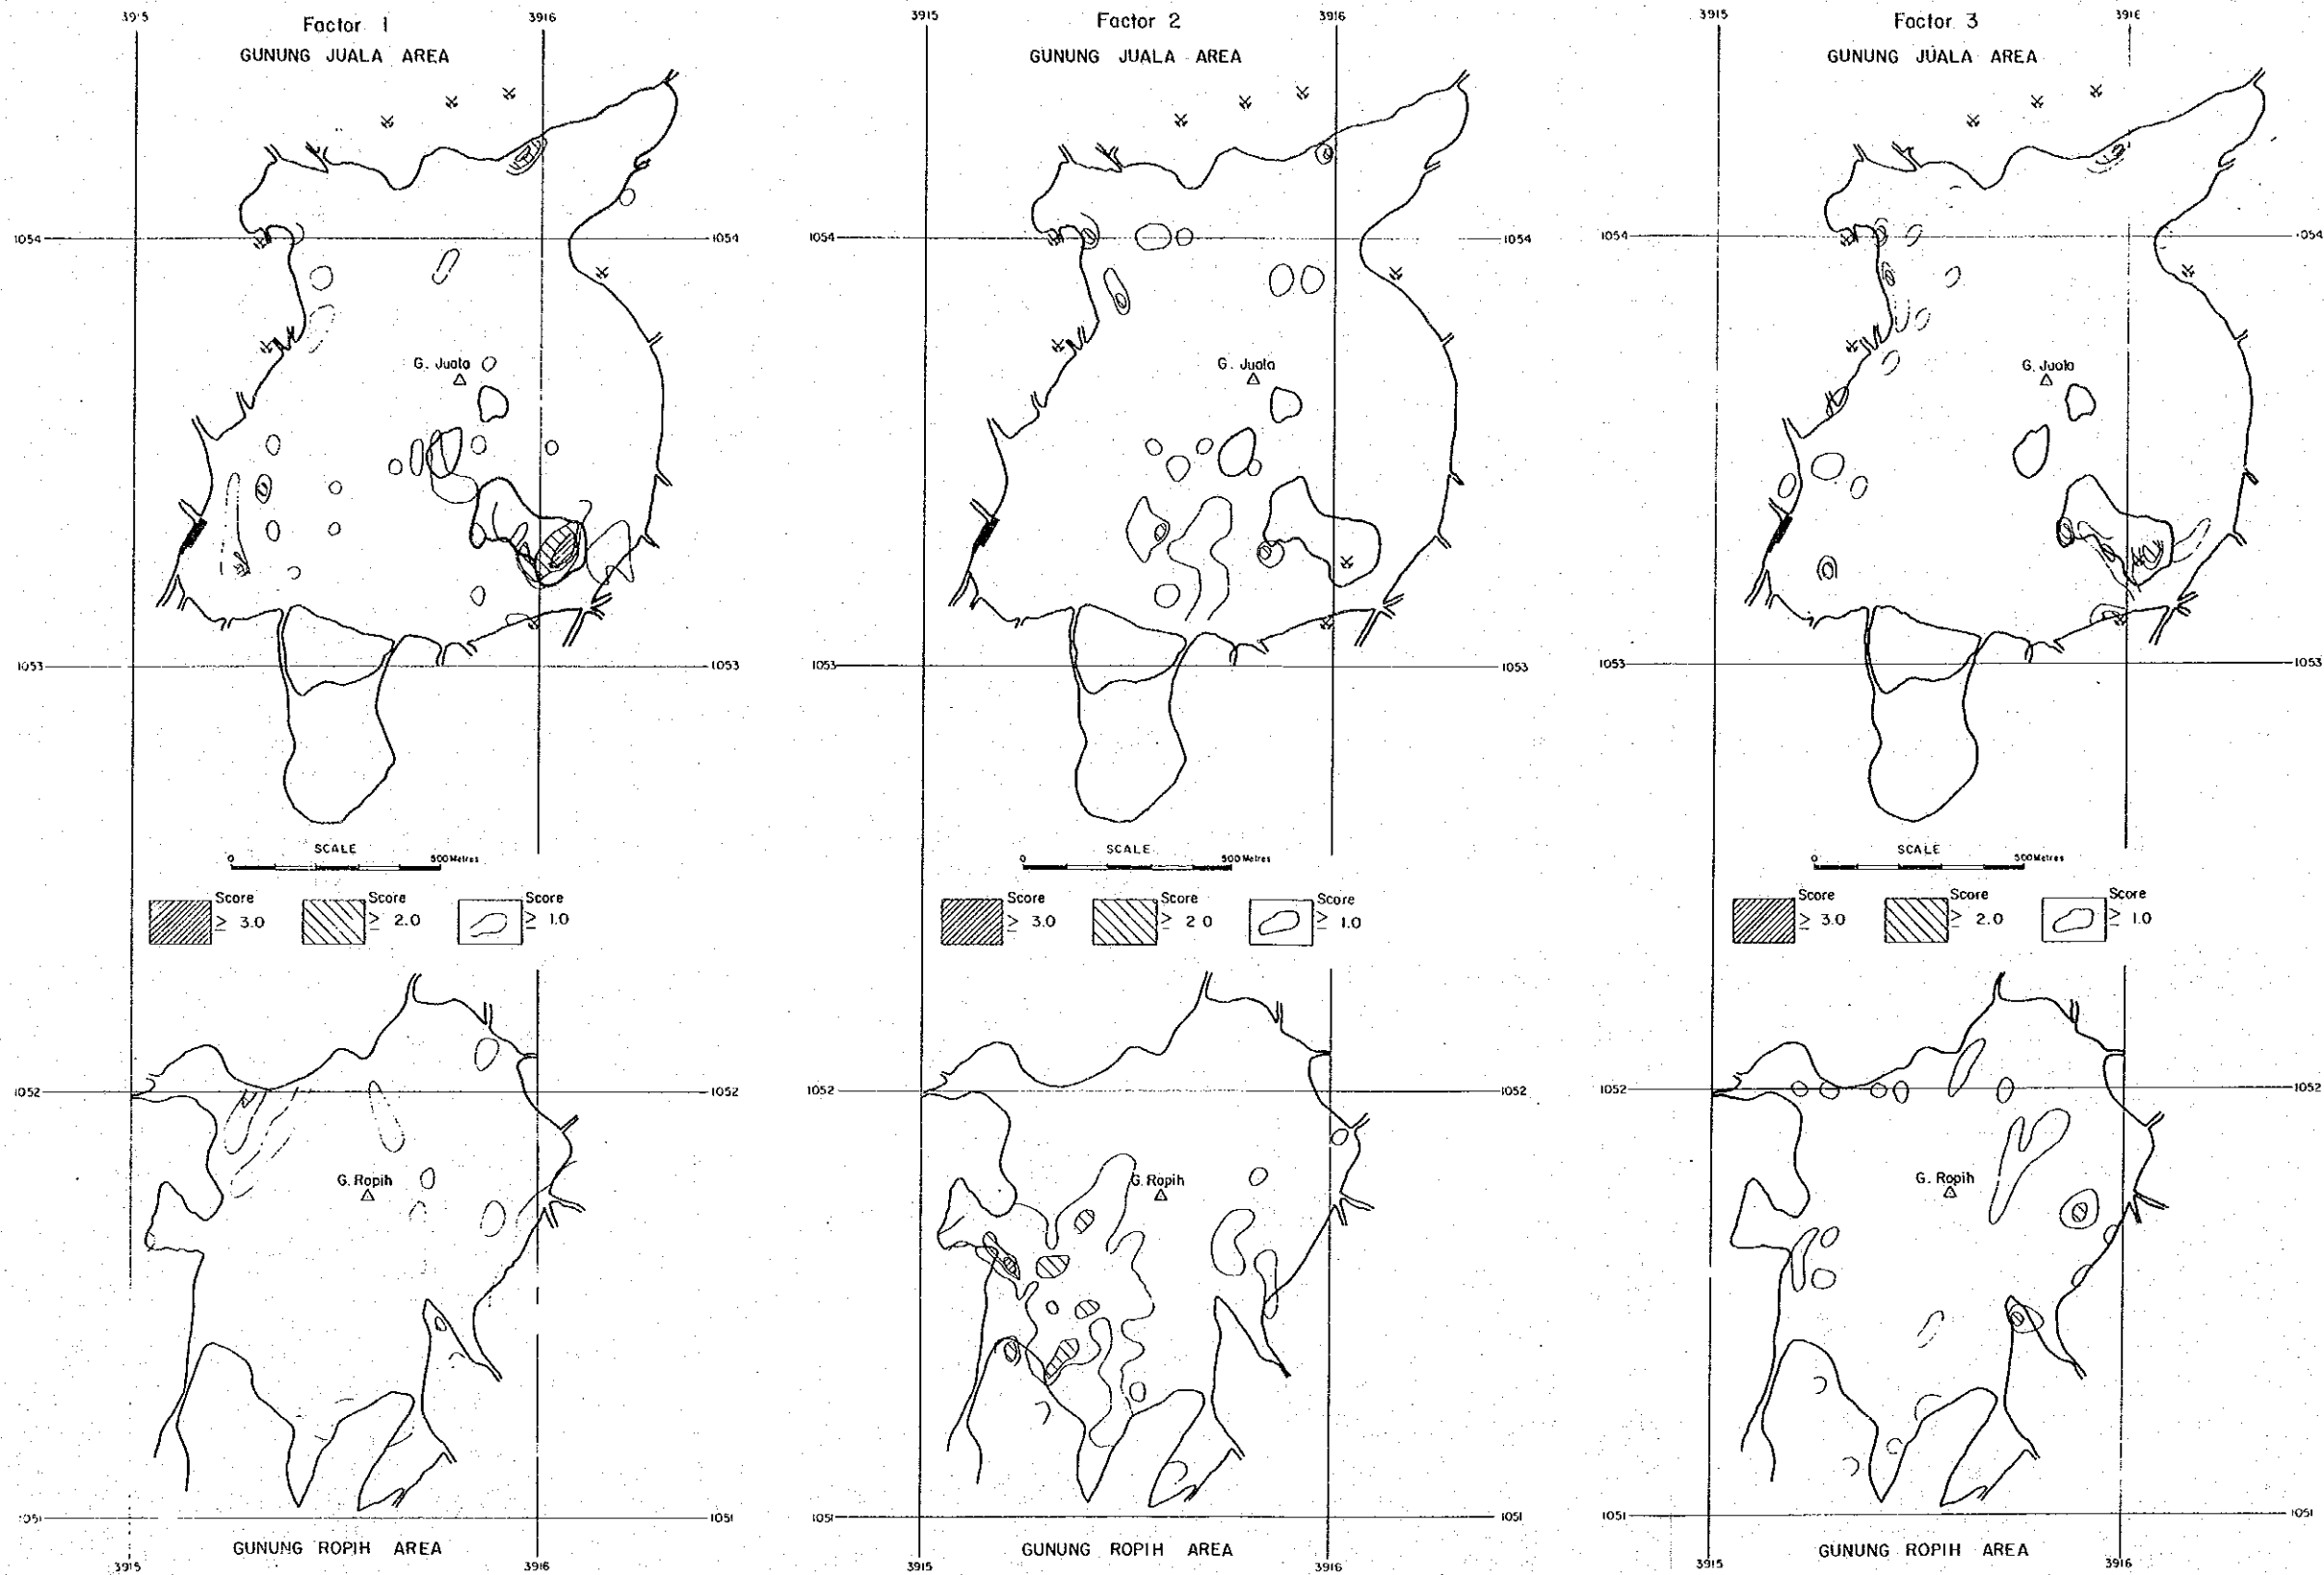 Factor 1
GUNUNG JUALA AREA
3915
3916
1054
1054
G. Juala
1053
1053
SCALE
0
500 Metres
Score
≥ 3.0
Score
≥ 2.0
Score
≥ 1.0
1052
1052
G. Ropih
1051
1051
GUNUNG ROPIH AREA
3915
3916
Factor 2
GUNUNG JUALA AREA
3915
3916
1054
1054
G. Juala
1053
1053
SCALE
0
500 Metres
Score
≥ 3.0
Score
≥ 2.0
Score
≥ 1.0
1052
1052
G. Ropih
1051
1051
GUNUNG ROPIH AREA
3915
3916
Factor 3
GUNUNG JUALA AREA
3915
3916
1054
1054
G. Juala
1053
1053
SCALE
0
500 Metres
Score
≥ 3.0
Score
≥ 2.0
Score
≥ 1.0
1052
1052
G. Ropih
1051
1051
GUNUNG ROPIH AREA
3915
3916